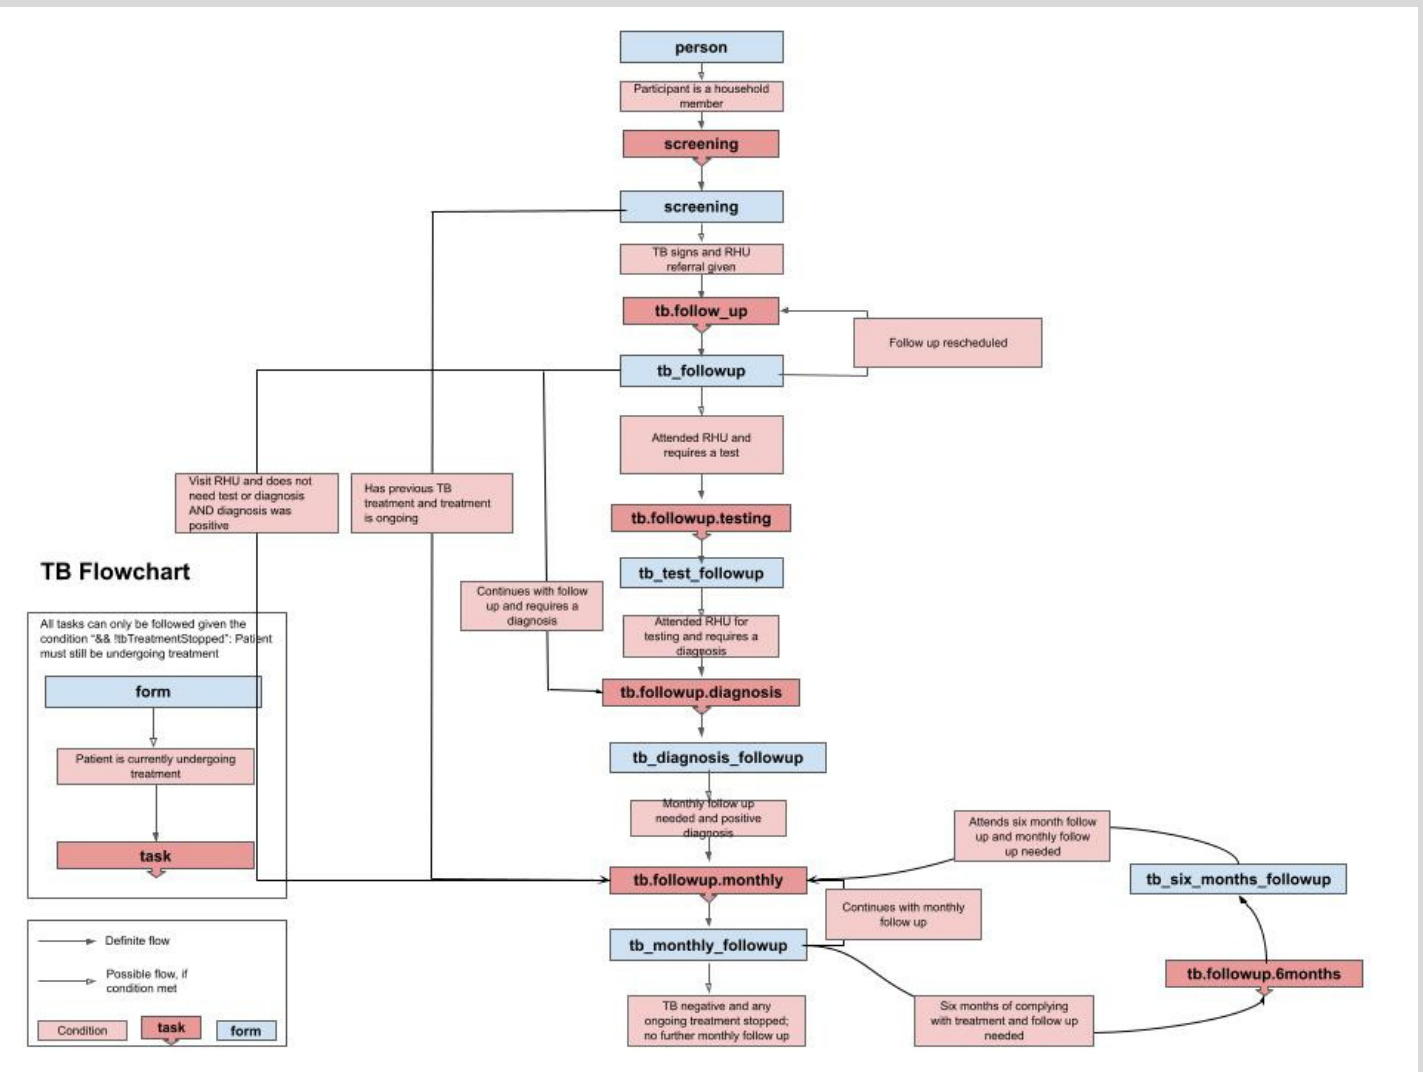 person
Participant is a household
member
screening
screening
TB signs and RHU
referral given
tb.follow_up
Follow up rescheduled
tb_followup
Attended RHU and
requires a test
Visit RHU and does not
need test or diagnosis
AND diagnosis was
positive
Has previous TB
treatment and treatment
is ongoing
tb.followup.testing
tb_test_followup
Continues with follow
up and requires a
diagnosis
Attended RHU for
testing and requires a
diagnosis
tb.followup.diagnosis
tb_diagnosis_followup
Monthly follow up
needed and positive
diagnosis
tb.followup.monthly
Attends six month follow
up and monthly follow
up needed
tb_six_months_followup
Continues with monthly
follow up
tb_monthly_followup
tb.followup.6months
TB negative and any
ongoing treatment stopped;
no further monthly follow up
Six months of complying
with treatment and follow up
needed
TB Flowchart
All tasks can only be followed given the
condition "&& !tbTreatmentStopped": Patient
must still be undergoing treatment
form
Patient is currently undergoing
treatment
task
Definite flow
Possible flow, if
condition met
Condition
task
form